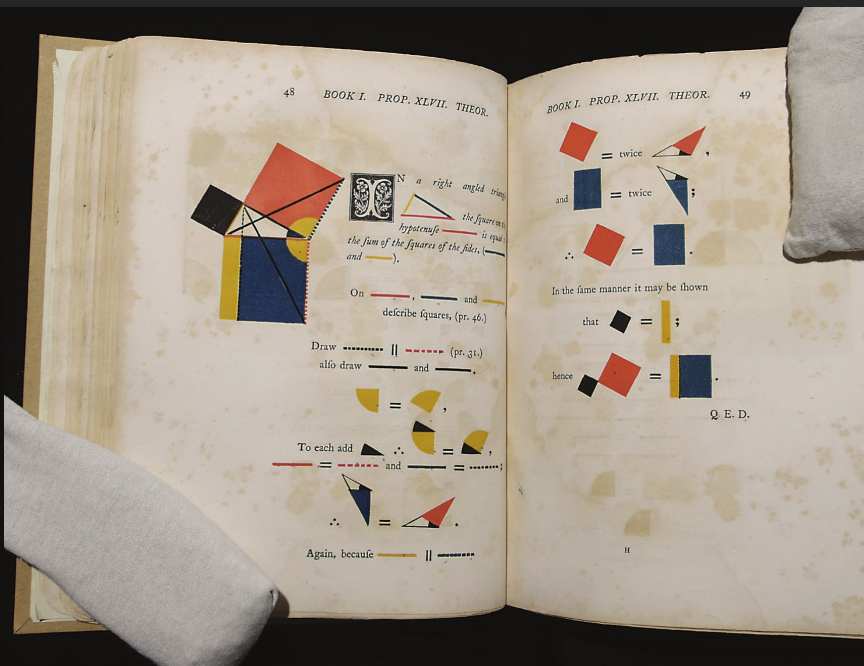 48 BOOK I. PROP. XLVII. THEOR.
IN a right angled
the square on
hypotenuse is
the ſum of the ſquares of the ſides, (
and ).
On , and
deſcribe ſquares, (pr. 46.)
Draw || (pr. 31.)
alſo draw and .
= ,
To each add ∴ = ,
= and = ;
∴ = .
Again, becauſe ||
BOOK I. PROP. XLVII. THEOR. 49
= twice ,
and = twice ;
∴ = .
In the ſame manner it may be ſhown
that = ;
hence = .
Q. E. D.
H